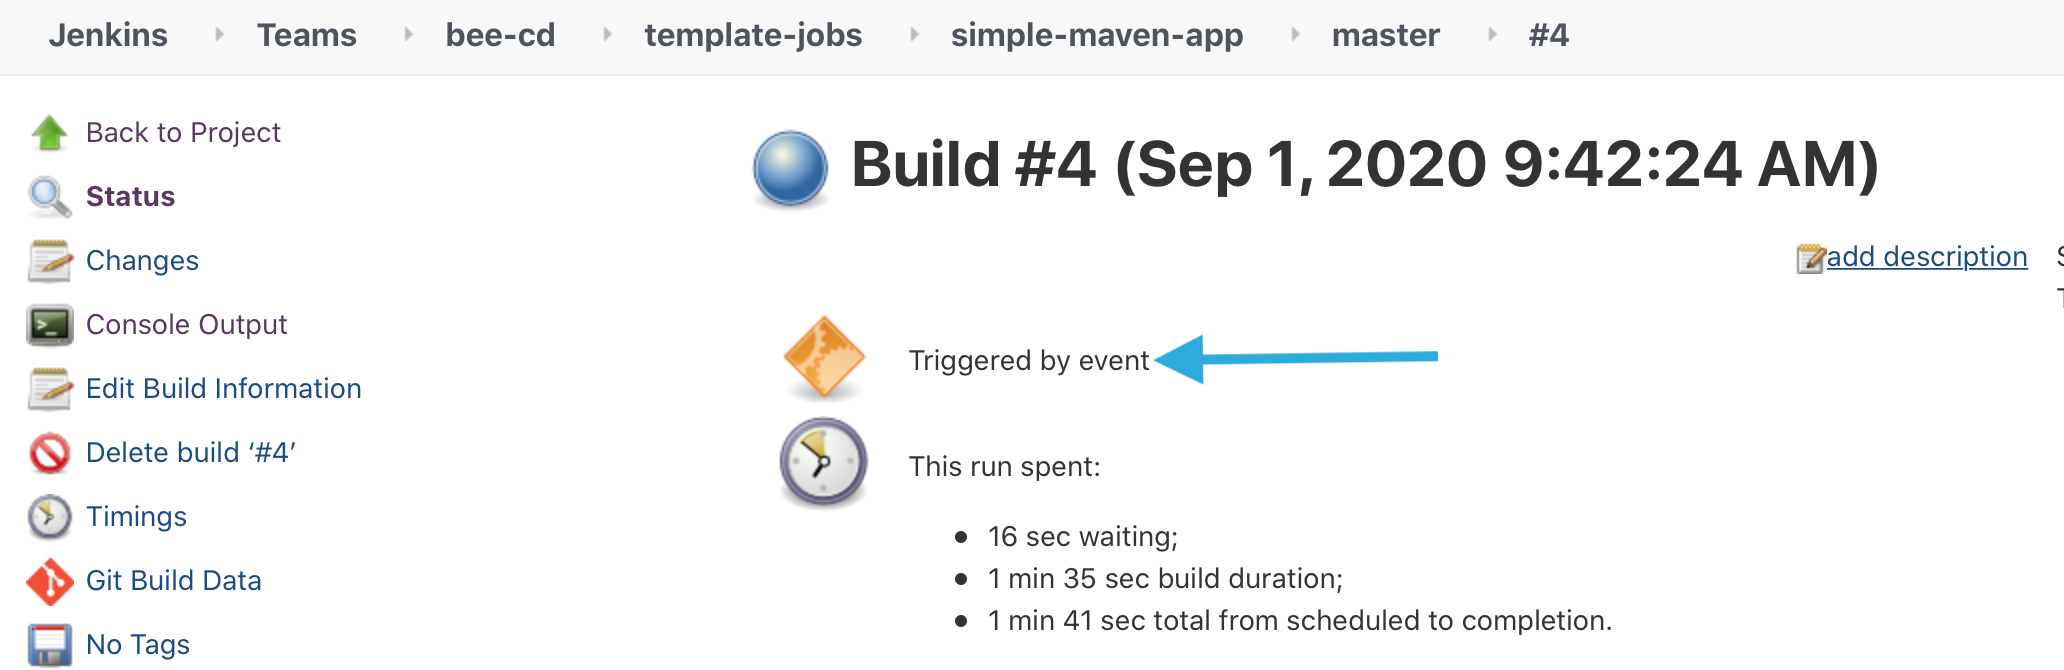 Jenkins Teams bee-cd template-jobs simple-maven-app master #4
Back to Project
Status
Changes
Console Output
Edit Build Information
Delete build ‘#4’
Timings
Git Build Data
No Tags
Build #4 (Sep 1, 2020 9:42:24 AM)
add description
Triggered by event
This run spent:
• 16 sec waiting;
• 1 min 35 sec build duration;
• 1 min 41 sec total from scheduled to completion.